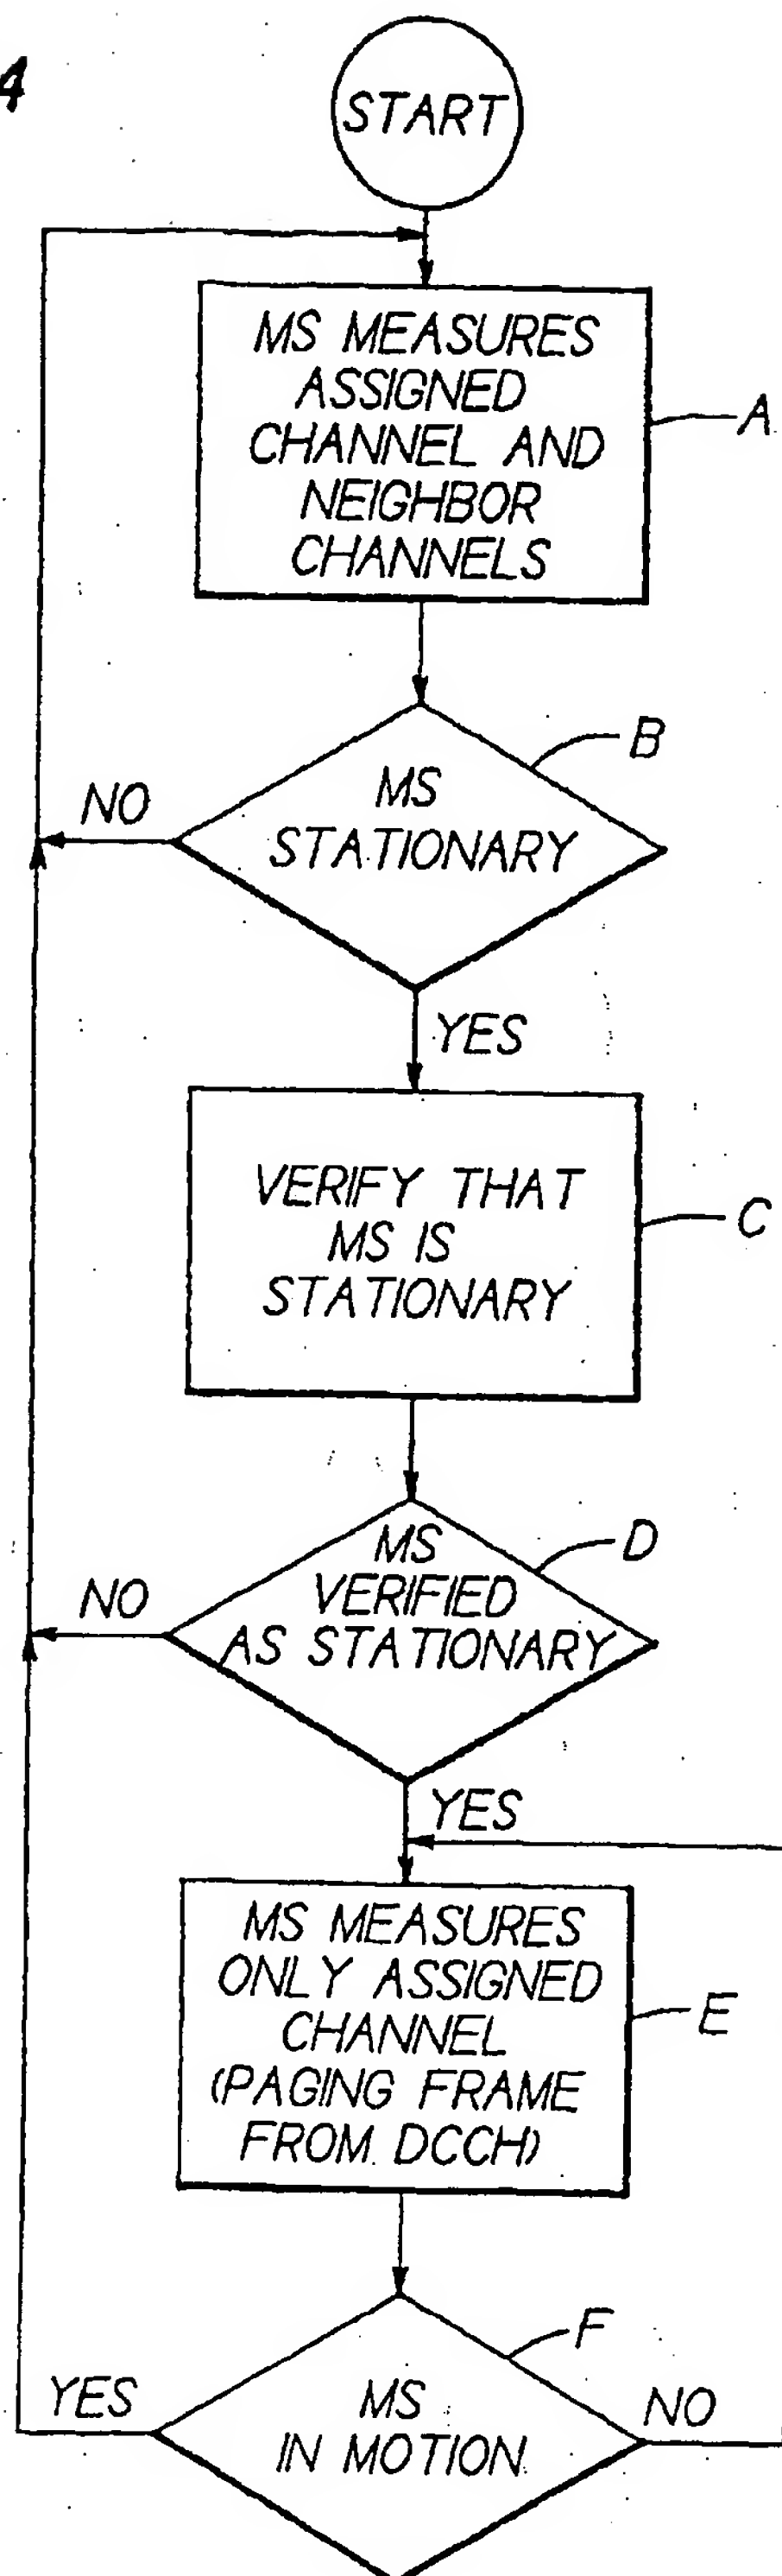 4
START
MS MEASURES
ASSIGNED
CHANNEL AND
NEIGHBOR
CHANNELS
A
B
MS
STATIONARY
NO
YES
VERIFY THAT
MS IS
STATIONARY
C
D
MS
VERIFIED
AS STATIONARY
NO
YES
MS MEASURES
ONLY ASSIGNED
CHANNEL
(PAGING FRAME
FROM DCCH)
E
F
YES
MS
IN MOTION
NO